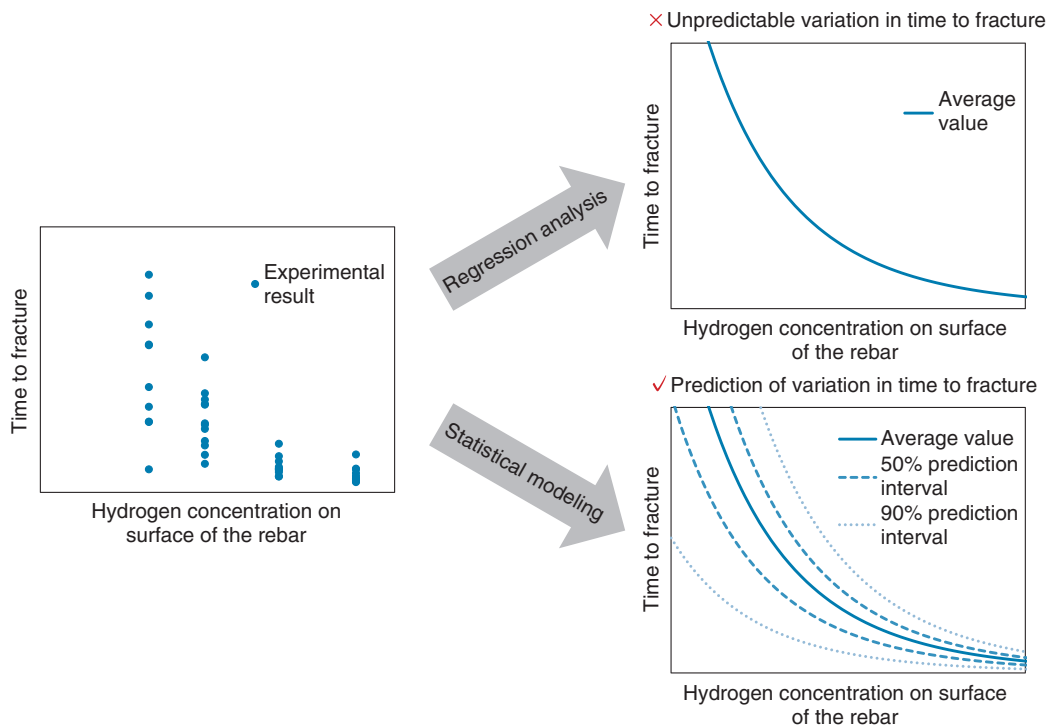 Time to fracture
Experimental
result
Hydrogen concentration on
surface of the rebar
Regression analysis
Statistical modeling
× Unpredictable variation in time to fracture
Time to fracture
Average
value
Hydrogen concentration on surface
of the rebar
✓ Prediction of variation in time to fracture
Time to fracture
Average value
50% prediction
interval
90% prediction
interval
Hydrogen concentration on surface
of the rebar